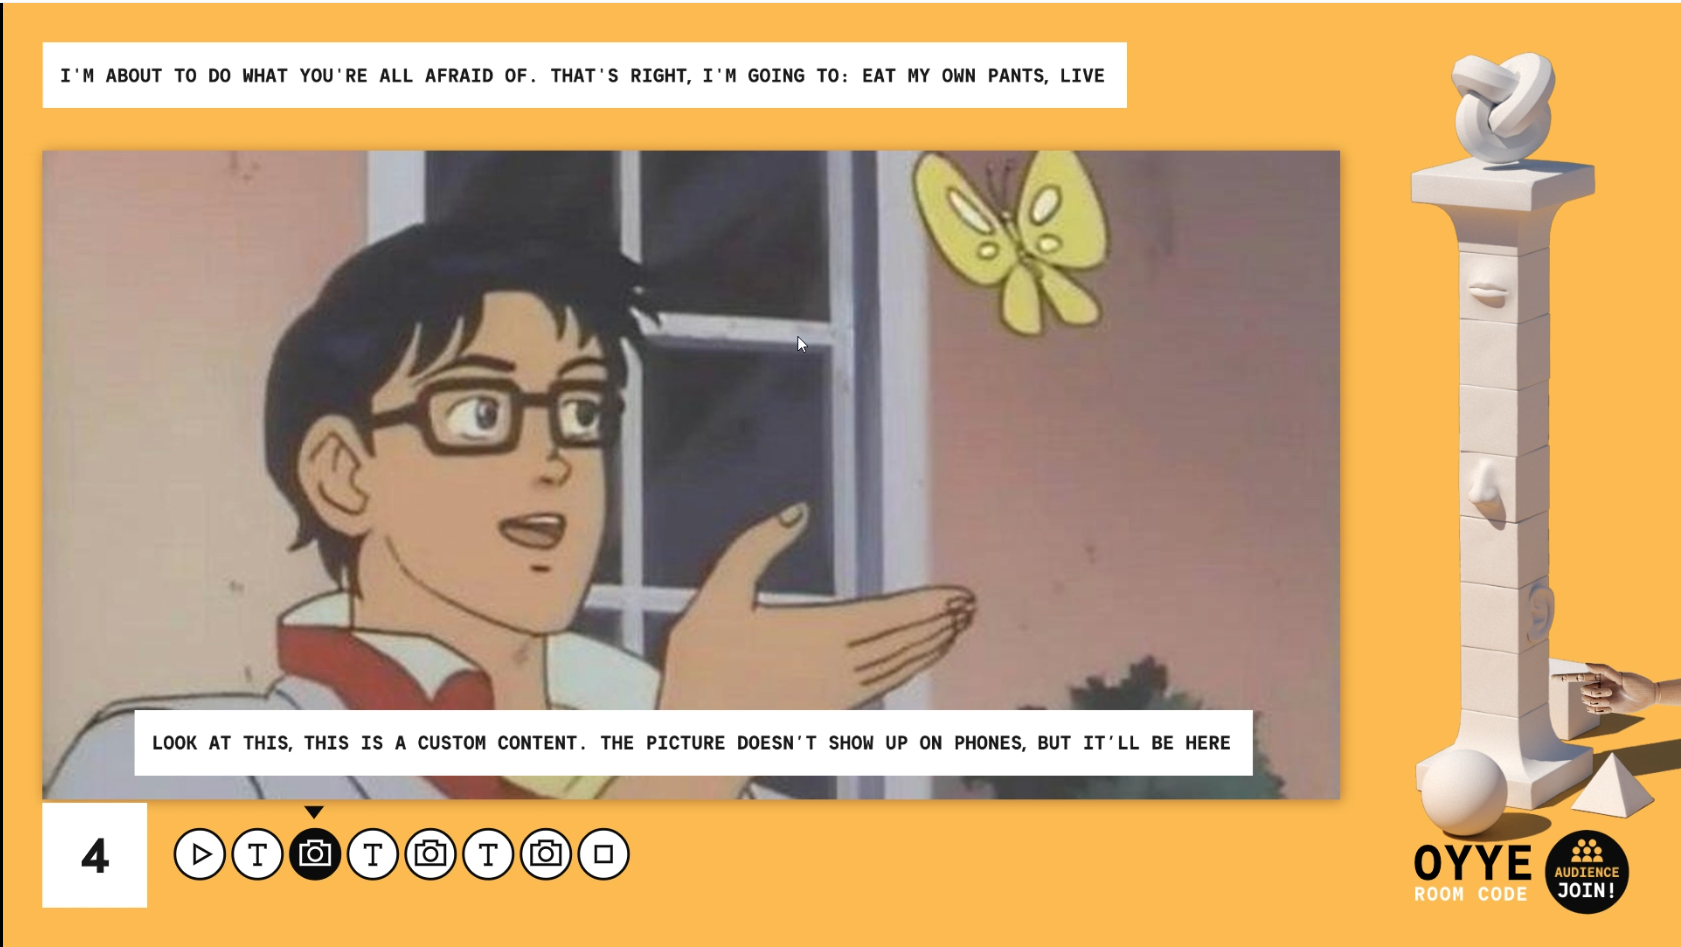 I'M ABOUT TO DO WHAT YOU'RE ALL AFRAID OF. THAT'S RIGHT, I'M GOING TO: EAT MY OWN PANTS, LIVE
LOOK AT THIS, THIS IS A CUSTOM CONTENT. THE PICTURE DOESN’T SHOW UP ON PHONES, BUT IT’LL BE HERE
4
T
T
T
OYYE
ROOM CODE
AUDIENCE
JOIN!